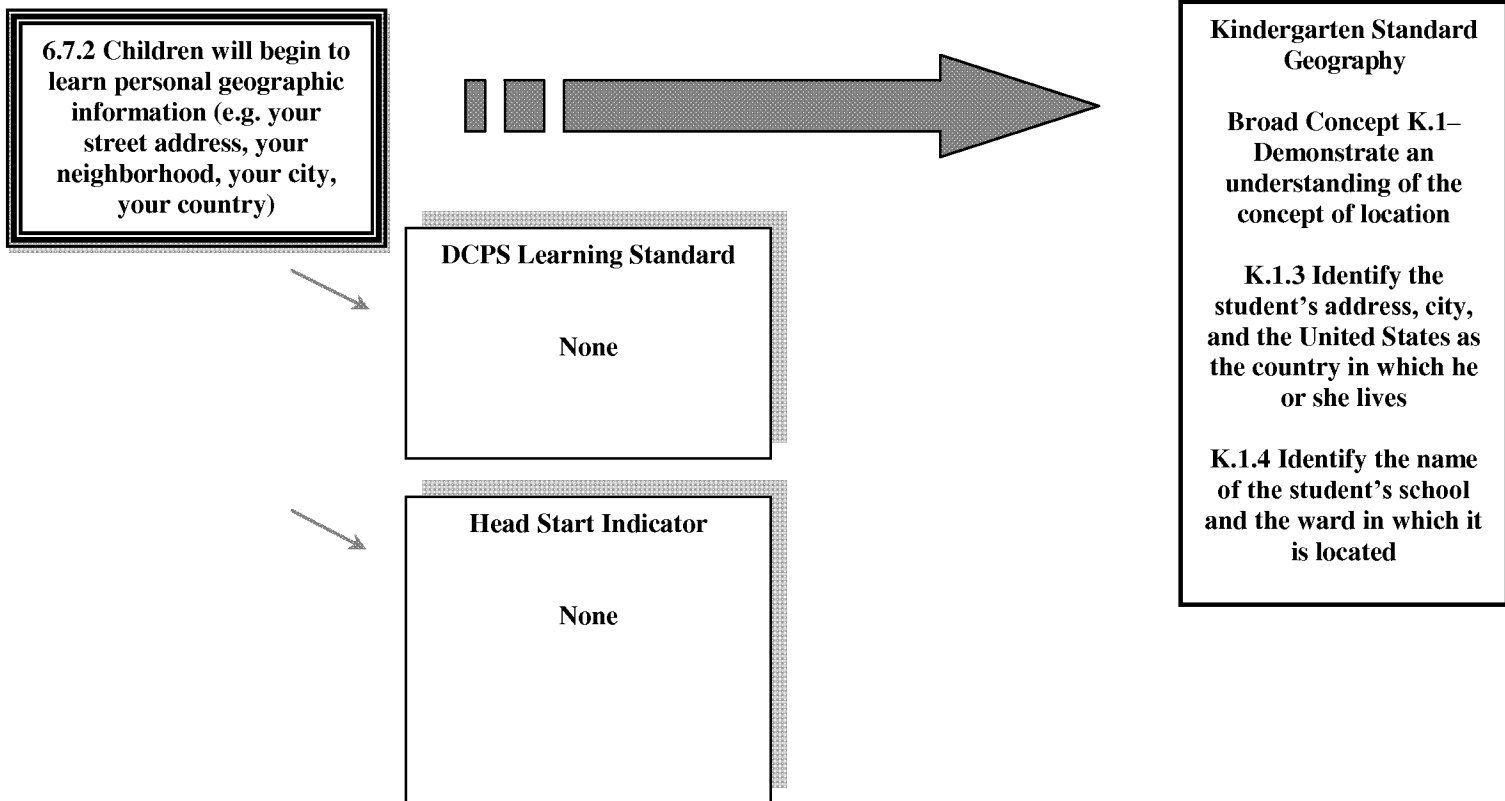 6.7.2 Children will begin to
learn personal geographic
information (e.g. your
street address, your
neighborhood, your city,
your country)
DCPS Learning Standard
None
Head Start Indicator
None
Kindergarten Standard
Geography
Broad Concept K.1–
Demonstrate an
understanding of the
concept of location
K.1.3 Identify the
student’s address, city,
and the United States as
the country in which he
or she lives
K.1.4 Identify the name
of the student’s school
and the ward in which it
is located